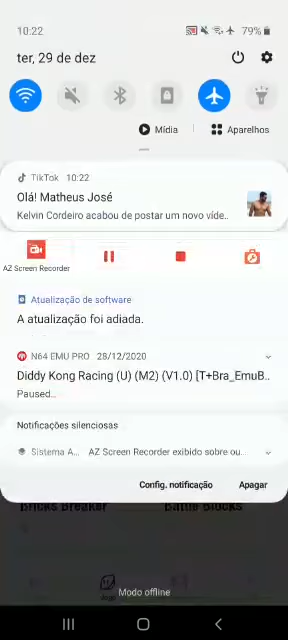 10:22
79%
ter, 29 de dez
Mídia
Aparelhos
TikTok 10:22
Olá! Matheus José
Kelvin Cordeiro acabou de postar um novo víde..
AZ Screen Recorder
Atualização de software
A atualização foi adiada.
N64 EMU PRO 28/12/2020
Diddy Kong Racing (U) (M2) (V1.0) [T+Bra_EmuB..
Paused..
Notificações silenciosas
Sistema A... AZ Screen Recorder exibido sobre ou...
Config. notificação
Apagar
Bricks Breaker
Battle Blocks
Modo offline